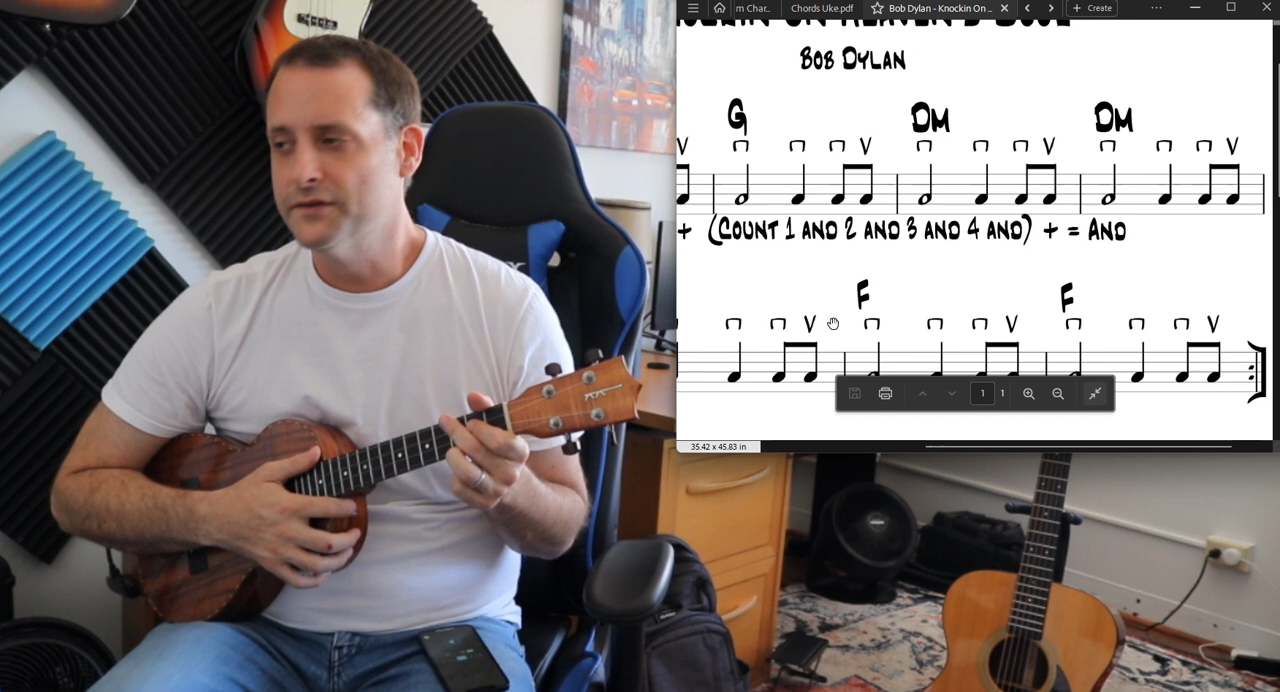 m Char... Chords Uke.pdf Bob Dylan - Knockin On ... Create
BOB DYLAN
G DM DM
+ (COUNT 1 AND 2 AND 3 AND 4 AND) + = AND
F F
1 1
35.42 x 45.83 in